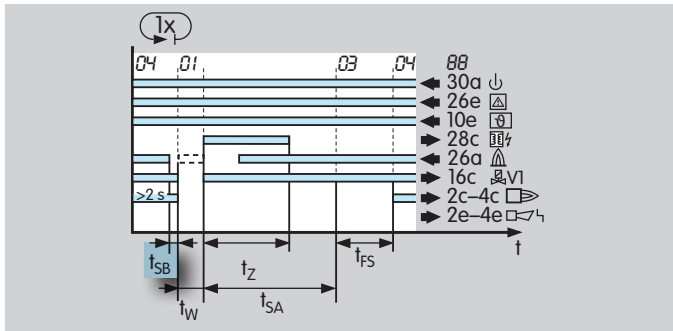 1x
04 01 03 04 88
30a
26e
10e ϑ
28c
26a
16c V1
>2 s 2c–4c
2e–4e
t
tSB tZ tFS
tW tSA